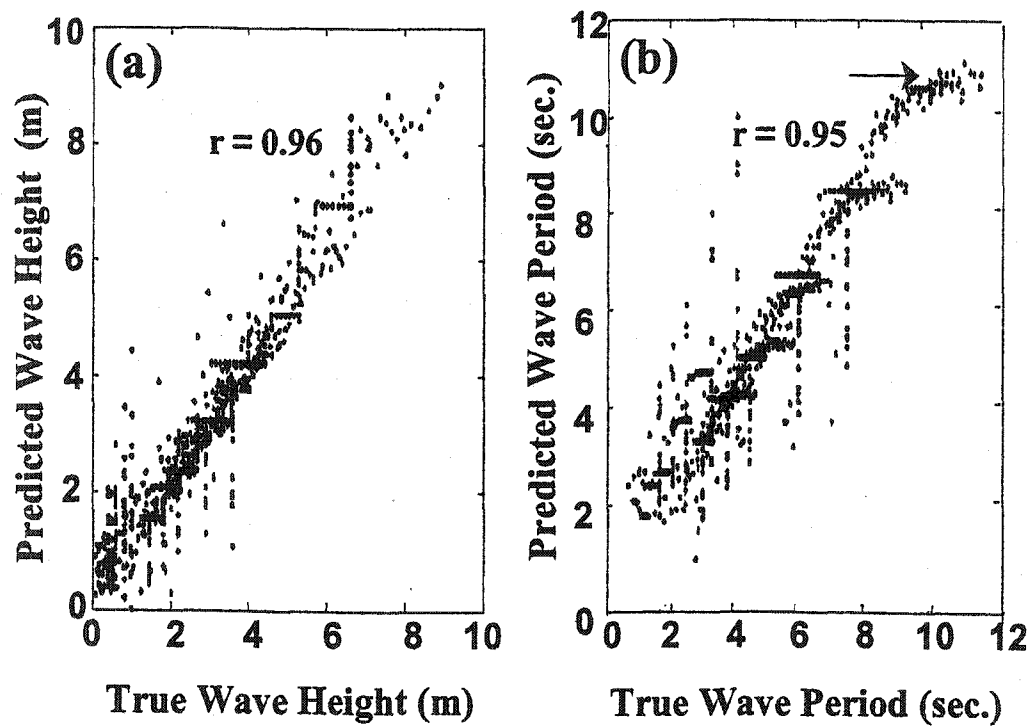 (a)
r = 0.96
Predicted Wave Height (m)
10
8
6
4
2
0
0 2 4 6 8 10
True Wave Height (m)
(b)
r = 0.95
Predicted Wave Period (sec.)
12
10
8
6
4
2
0
0 2 4 6 8 10 12
True Wave Period (sec.)